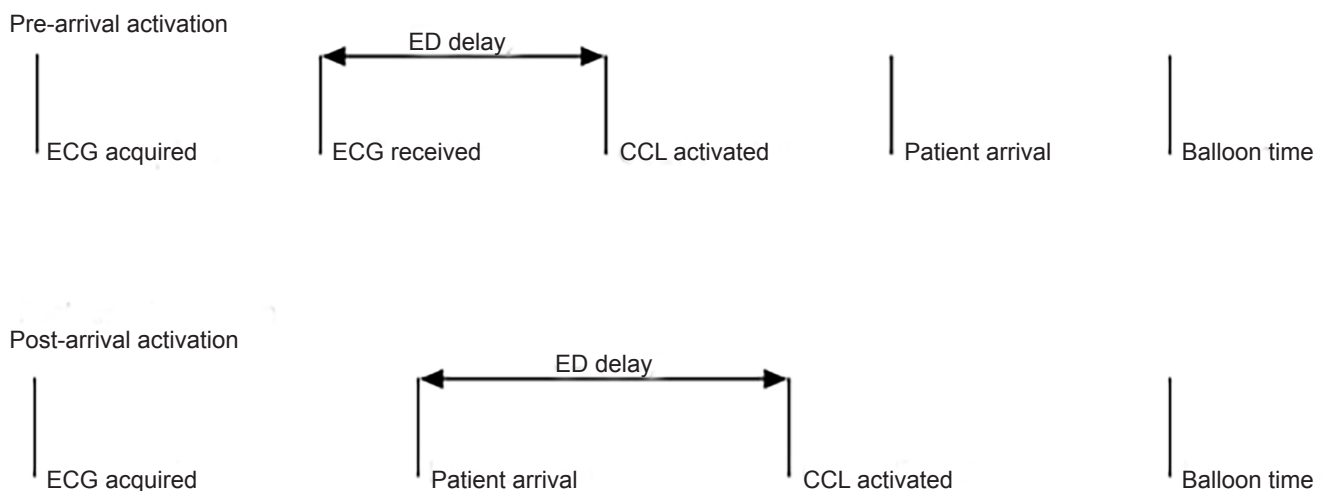 Pre-arrival activation
ED delay
ECG acquired ECG received CCL activated Patient arrival Balloon time
Post-arrival activation
ED delay
ECG acquired Patient arrival CCL activated Balloon time